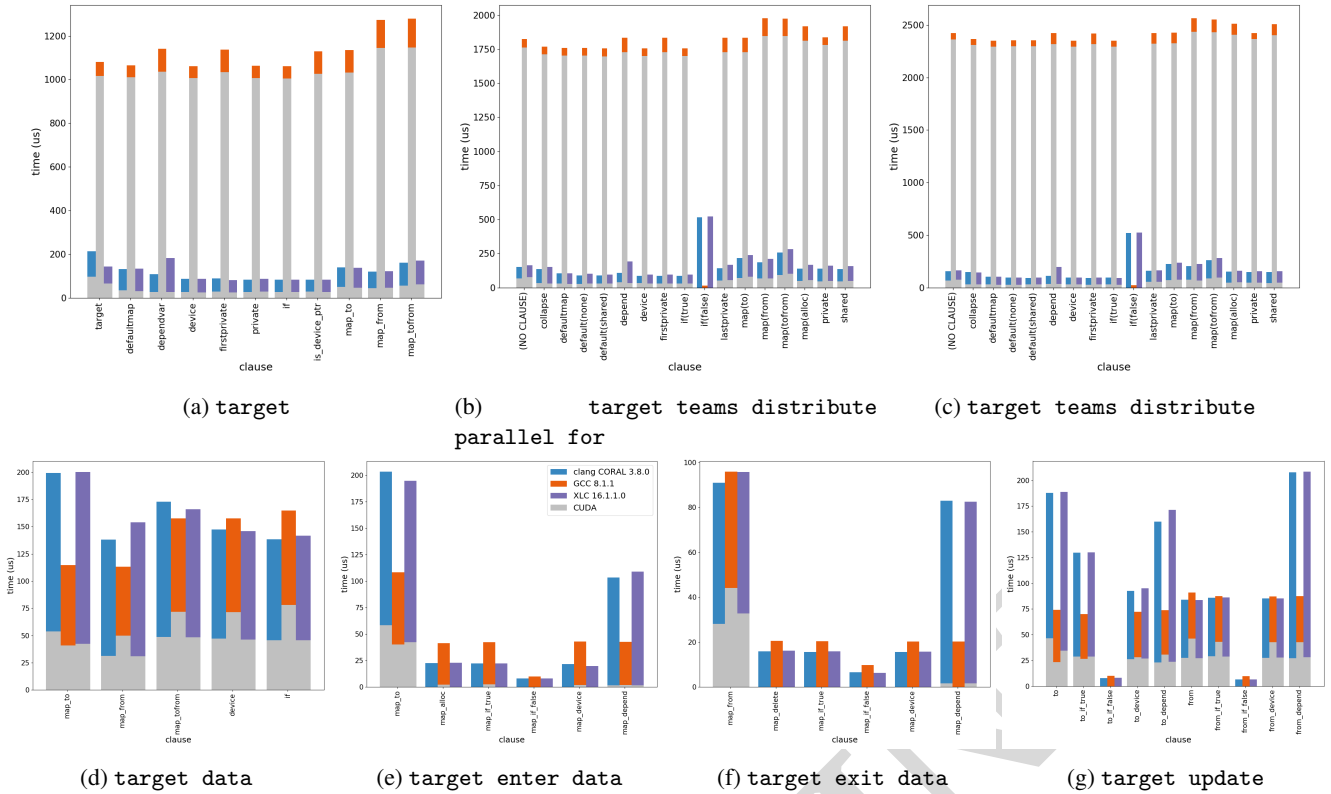 1200
1000
800
600
400
200
0
time (us)
target
defaultmap
dependvar
device
firstprivate
private
if
is_device_ptr
map_to
map_from
map_tofrom
clause
(a) target
2000
1750
1500
1250
1000
750
500
250
0
time (us)
(NO CLAUSE)
collapse
defaultmap
default(none)
default(shared)
depend
device
firstprivate
if(true)
if(false)
lastprivate
map(to)
map(from)
map(tofrom)
map(alloc)
private
shared
clause
(b) target teams distribute
parallel for
2500
2000
1500
1000
500
0
time (us)
(NO CLAUSE)
collapse
defaultmap
default(none)
default(shared)
depend
device
firstprivate
if(true)
if(false)
lastprivate
map(to)
map(from)
map(tofrom)
map(alloc)
private
shared
clause
(c) target teams distribute
200
175
150
125
100
75
50
25
0
time (us)
map_to
map_from
map_tofrom
device
if
clause
(d) target data
200
175
150
125
100
75
50
25
0
time (us)
clang CORAL 3.8.0
GCC 8.1.1
XLC 16.1.1.0
CUDA
map_to
map_alloc
map_if_true
map_if_false
map_device
map_depend
clause
(e) target enter data
100
80
60
40
20
0
time (us)
map_from
map_delete
map_if_true
map_if_false
map_device
map_depend
clause
(f) target exit data
200
175
150
125
100
75
50
25
0
time (us)
to
to_if_true
to_if_false
to_device
to_depend
from
from_if_true
from_if_false
from_device
from_depend
clause
(g) target update